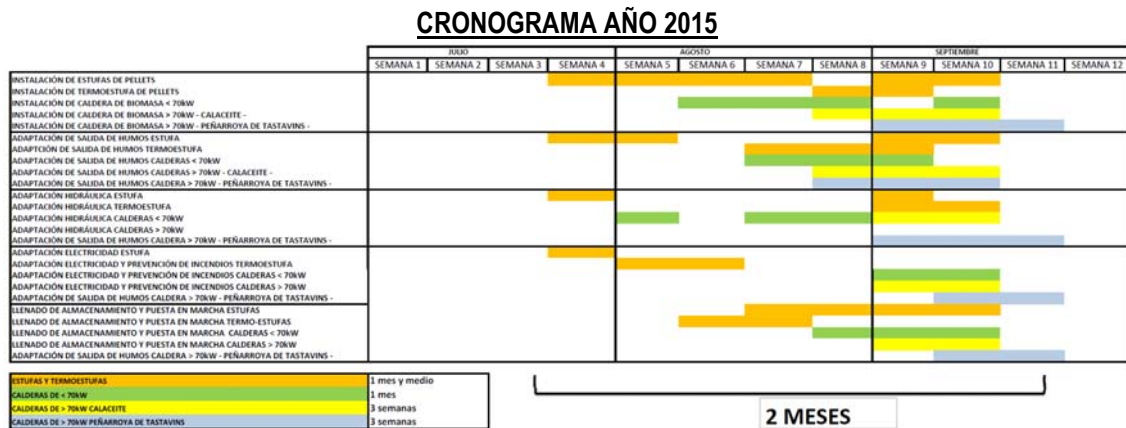 CRONOGRAMA AÑO 2015
JULIO AGOSTO SEPTIEMBRE
SEMANA 1 SEMANA 2 SEMANA 3 SEMANA 4 SEMANA 5 SEMANA 6 SEMANA 7 SEMANA 8 SEMANA 9 SEMANA 10 SEMANA 11 SEMANA 12
INSTALACIÓN DE ESTUFAS DE PELLETS
INSTALACIÓN DE TERMOESTUFA DE PELLETS
INSTALACIÓN DE CALDERA DE BIOMASA < 70kW
INSTALACIÓN DE CALDERA DE BIOMASA > 70kW - CALACEITE -
INSTALACIÓN DE CALDERA DE BIOMASA > 70kW - PEÑARROYA DE TASTAVINS -
ADAPTACIÓN DE SALIDA DE HUMOS ESTUFA
ADAPTCIÓN DE SALIDA DE HUMOS TERMOESTUFA
ADAPTACIÓN DE SALIDA DE HUMOS CALDERAS < 70kW
ADAPTACIÓN DE SALIDA DE HUMOS CALDERAS > 70kW - CALACEITE -
ADAPTACIÓN DE SALIDA DE HUMOS CALDERA > 70kW - PEÑARROYA DE TASTAVINS -
ADAPTACIÓN HIDRÁULICA ESTUFA
ADAPTACIÓN HIDRÁULICA TERMOESTUFA
ADAPTACIÓN HIDRÁULICA CALDERAS < 70kW
ADAPTACIÓN HIDRÁULICA CALDERAS > 70kW
ADAPTACIÓN DE SALIDA DE HUMOS CALDERA > 70kW - PEÑARROYA DE TASTAVINS -
ADAPTACIÓN ELECTRICIDAD ESTUFA
ADAPTACIÓN ELECTRICIDAD Y PREVENCIÓN DE INCENDIOS TERMOESTUFA
ADAPTACIÓN ELECTRICIDAD Y PREVENCIÓN DE INCENDIOS CALDERAS < 70kW
ADAPTACIÓN ELECTRICIDAD Y PREVENCIÓN DE INCENDIOS CALDERAS > 70kW
ADAPTACIÓN DE SALIDA DE HUMOS CALDERA > 70kW - PEÑARROYA DE TASTAVINS -
LLENADO DE ALMACENAMIENTO Y PUESTA EN MARCHA ESTUFAS
LLENADO DE ALMACENAMIENTO Y PUESTA EN MARCHA TERMO-ESTUFAS
LLENADO DE ALMACENAMIENTO Y PUESTA EN MARCHA CALDERAS < 70kW
LLENADO DE ALMACENAMIENTO Y PUESTA EN MARCHA CALDERAS > 70kW
ADAPTACIÓN DE SALIDA DE HUMOS CALDERA > 70kW - PEÑARROYA DE TASTAVINS -
ESTUFAS Y TERMOESTUFAS 1 mes y medio
CALDERAS DE < 70kW 1 mes
CALDERAS DE > 70kW CALACEITE 3 semanas
CALDERAS DE > 70kW PEÑARROYA DE TASTAVINS 3 semanas
2 MESES